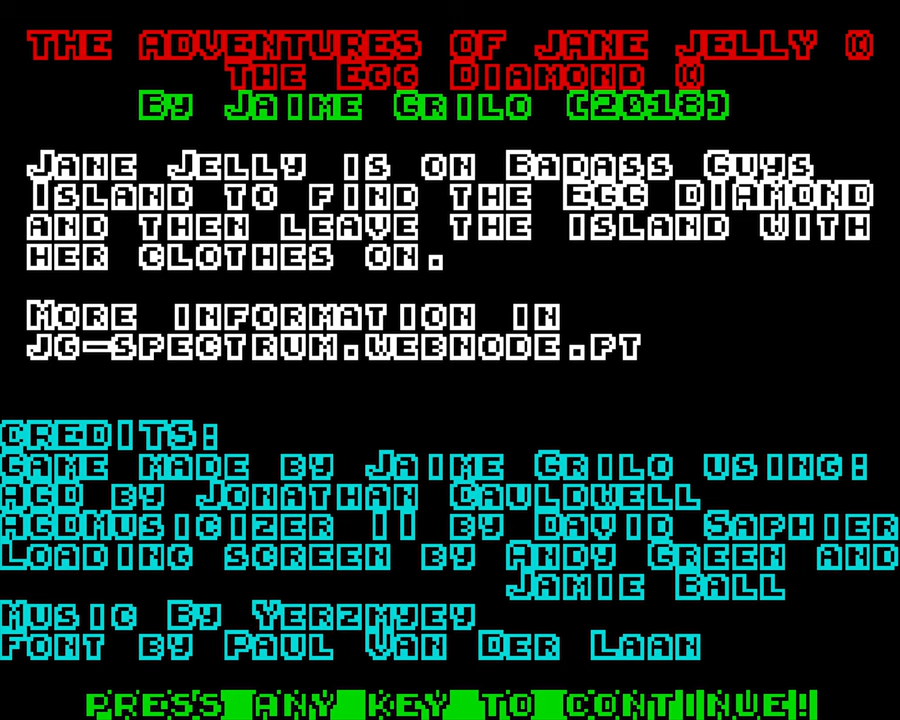 The Adventures of Jane Jelly ©
The Egg Diamond ©
By Jaime Grilo (2018)
Jane Jelly is on Badass Guys
Island to find the EGG DIAMOND
and then leave the island with
her clothes on.
More information in
jg-spectrum.webnode.pt
Credits:
Game made by Jaime Grilo using:
AGD by Jonathan Cauldwell
AGDMusicizer II by David Saphier
Loading screen by Andy Green and
Jamie Ball
Music By Yerzmyey
Font by Paul Van Der Laan
PRESS ANY KEY TO CONTINUE!